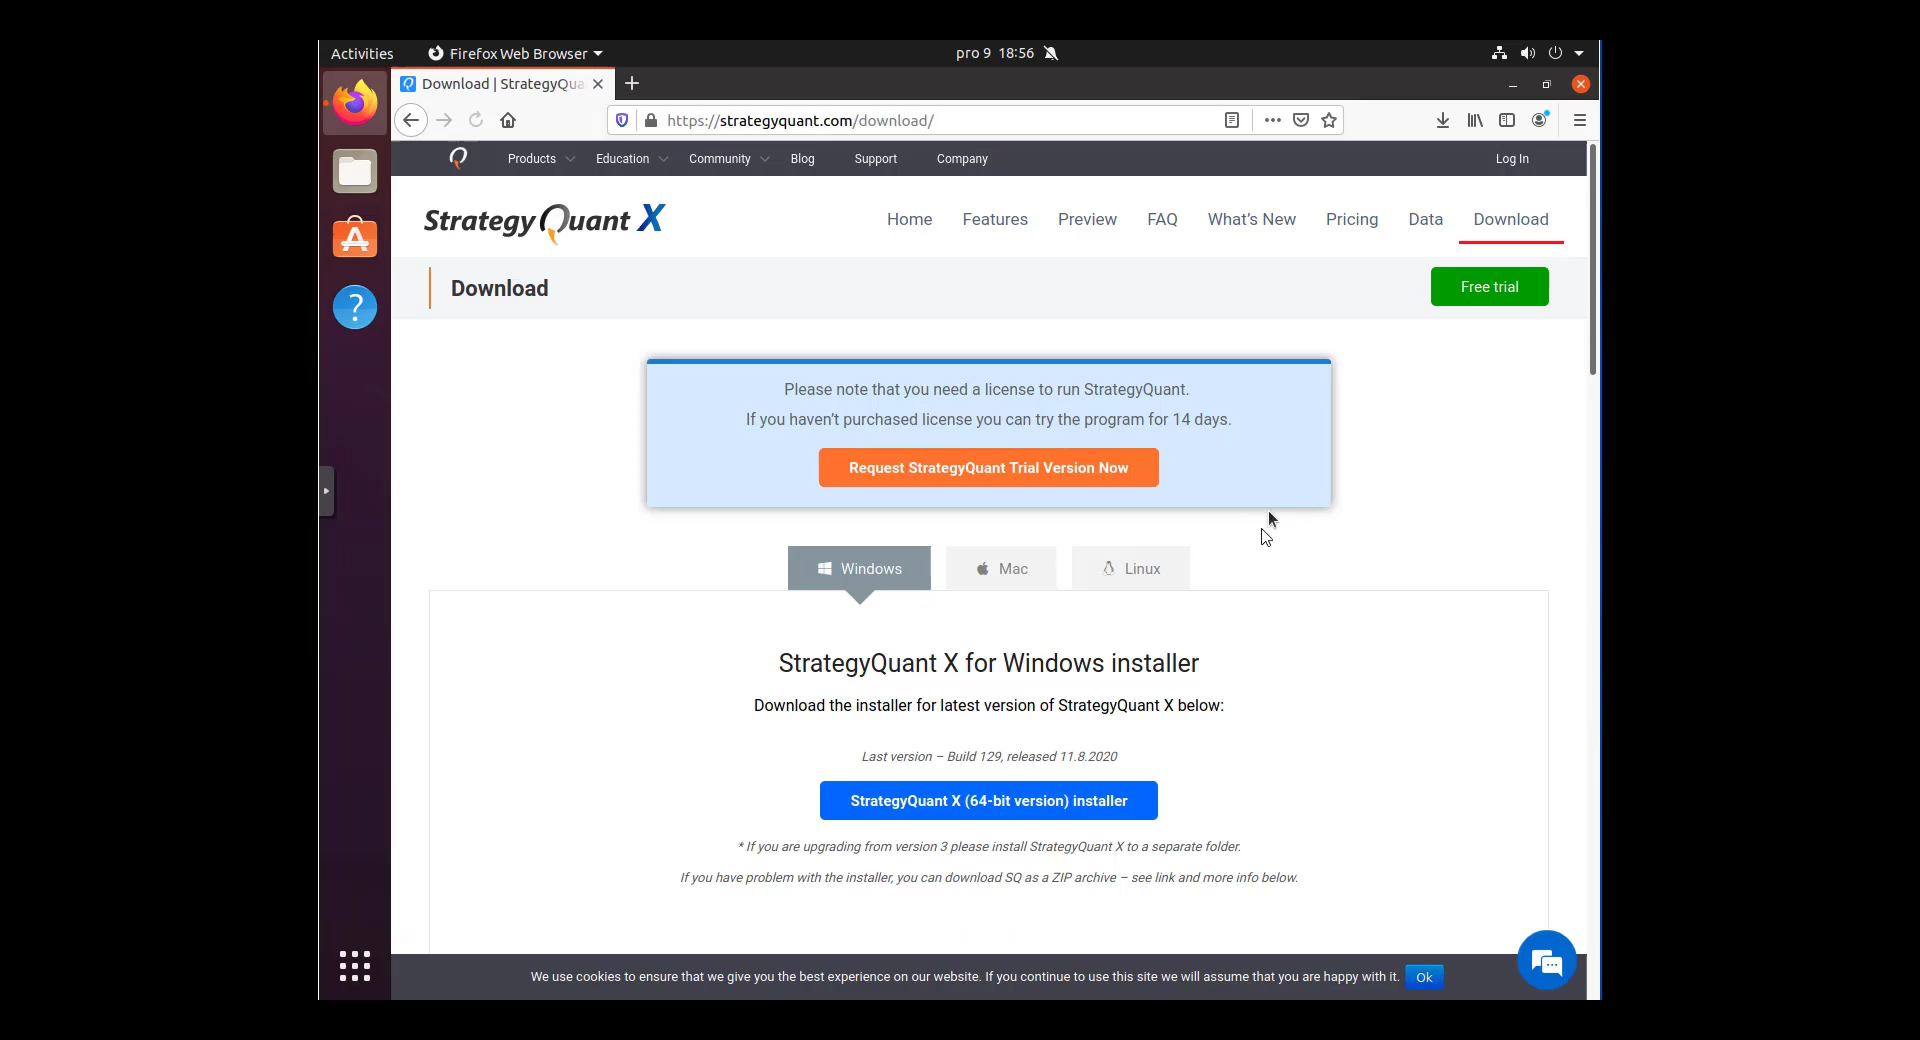 Activities
Firefox Web Browser
pro 9 18:56
Download | StrategyQua
https://strategyquant.com/download/
Products
Education
Community
Blog
Support
Company
Log In
StrategyQuant X
Home
Features
Preview
FAQ
What's New
Pricing
Data
Download
Download
Free trial
Please note that you need a license to run StrategyQuant.
If you haven't purchased license you can try the program for 14 days.
Request StrategyQuant Trial Version Now
Windows
Mac
Linux
StrategyQuant X for Windows installer
Download the installer for latest version of StrategyQuant X below:
Last version – Build 129, released 11.8.2020
StrategyQuant X (64-bit version) installer
* If you are upgrading from version 3 please install StrategyQuant X to a separate folder.
If you have problem with the installer, you can download SQ as a ZIP archive – see link and more info below.
We use cookies to ensure that we give you the best experience on our website. If you continue to use this site we will assume that you are happy with it.
Ok